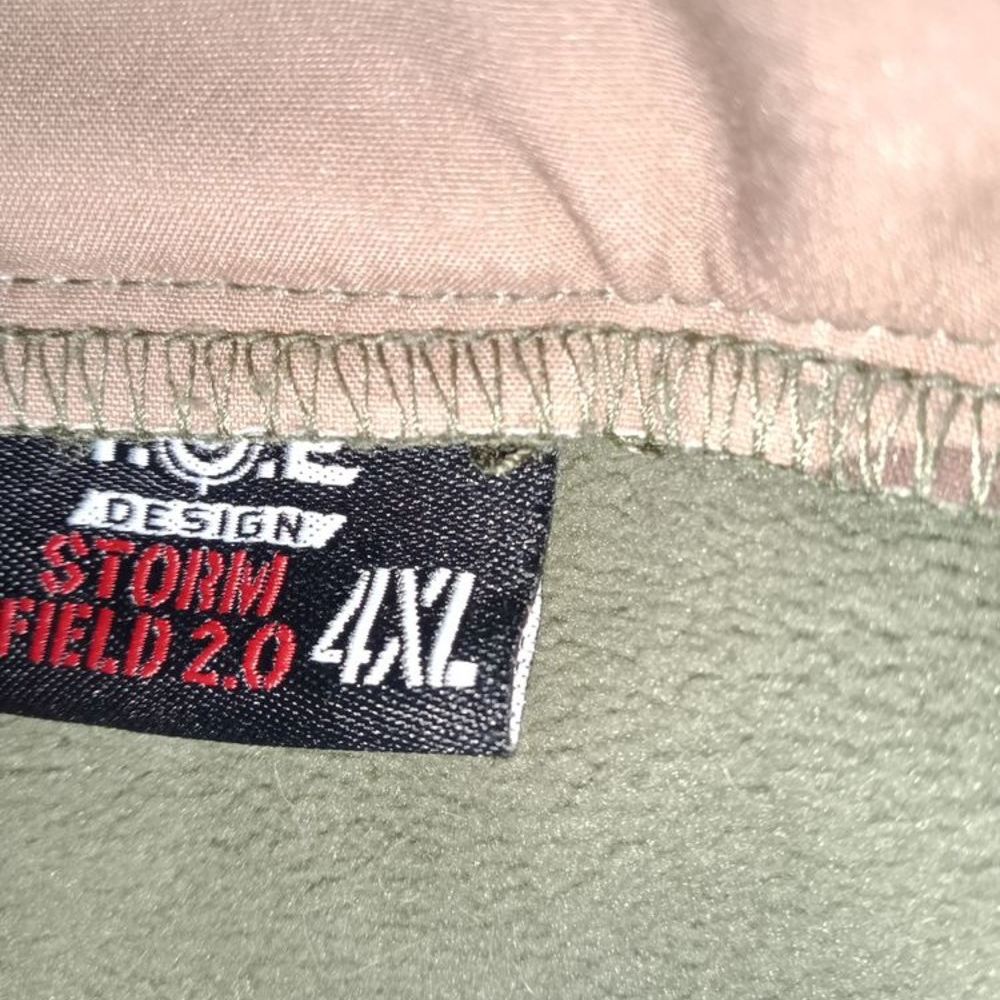 DESIGN
STORM
FIELD 2.0
4XL